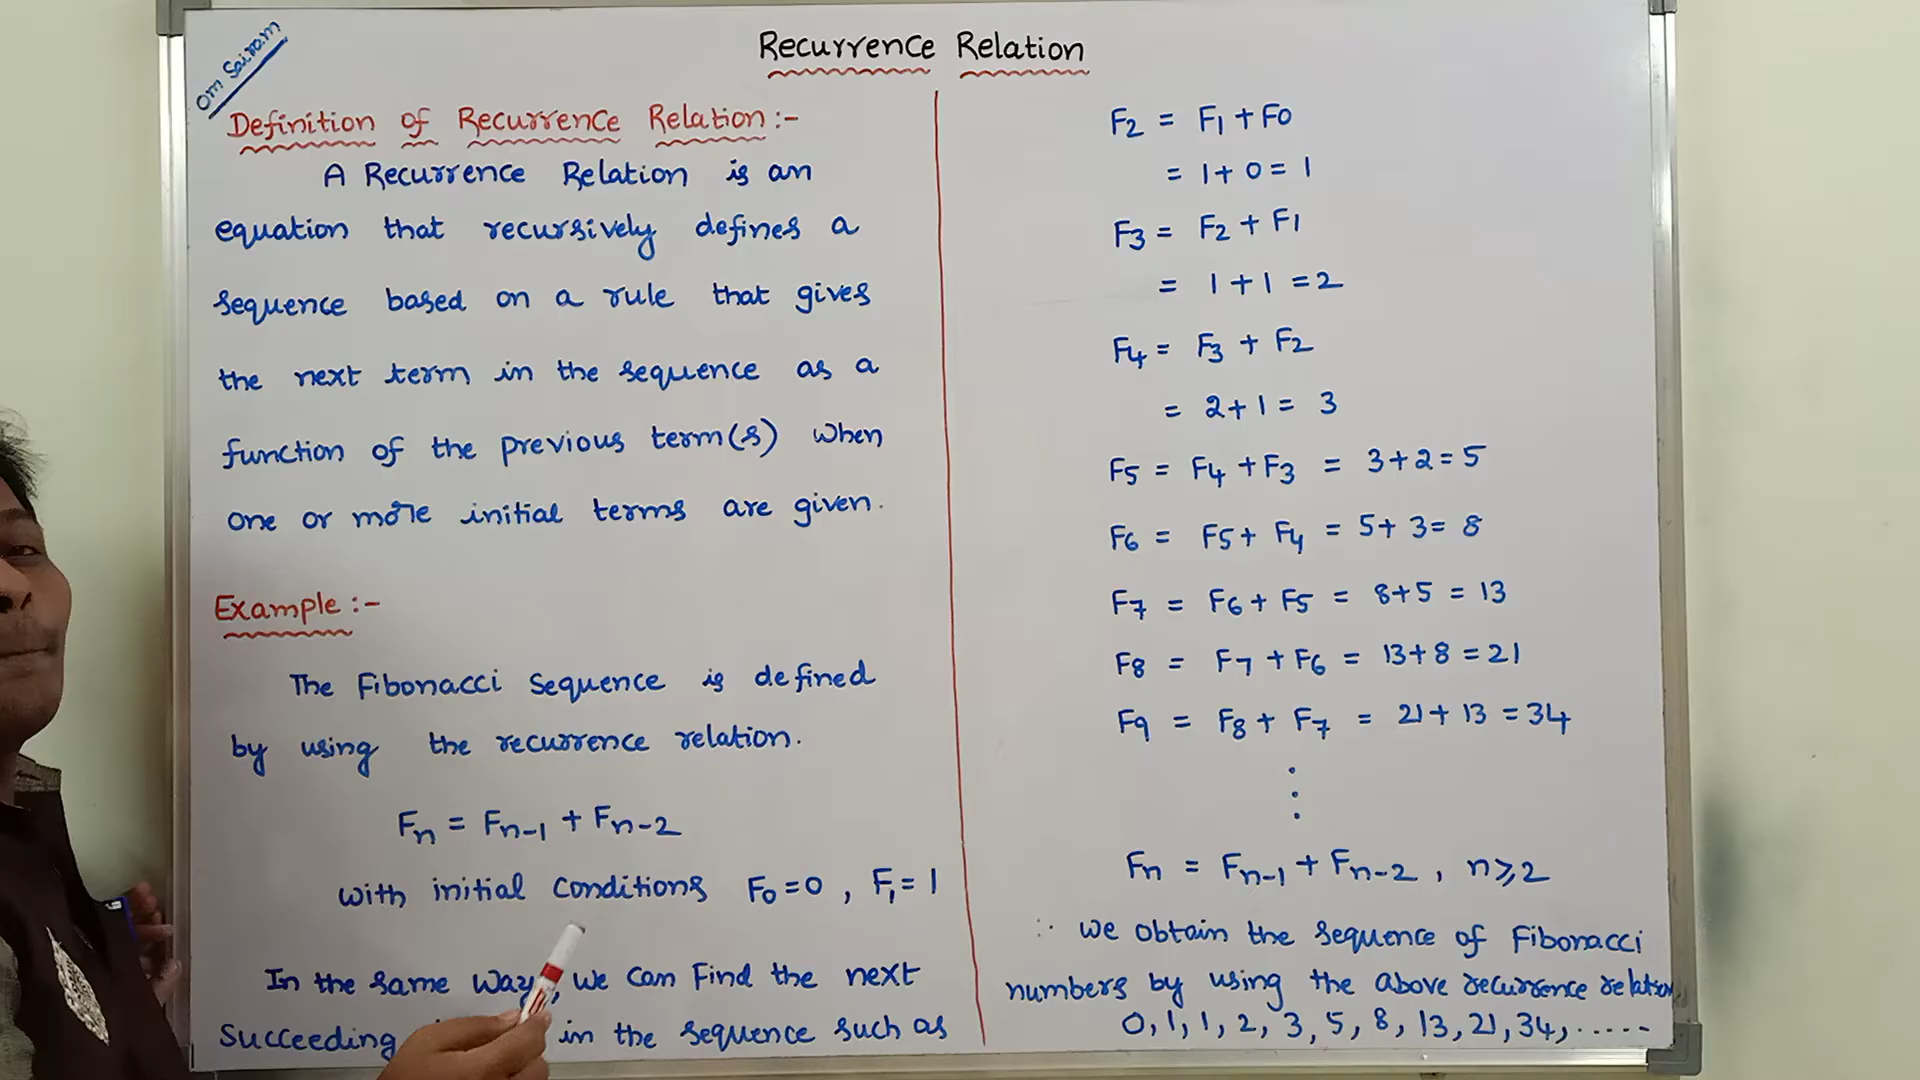 Om Sairam
Recurrence Relation
Definition of Recurrence Relation :-
A Recurrence Relation is an
equation that recursively defines a
sequence based on a rule that gives
the next term in the sequence as a
function of the previous term(s) when
one or more initial terms are given.
Example :-
The Fibonacci Sequence is defined
by using the recurrence relation.
Fn = Fn-1 + Fn-2
with initial conditions F0 = 0 , F1 = 1
In the same way, we can find the next
succeeding in the sequence such as
F2 = F1 + F0
= 1 + 0 = 1
F3 = F2 + F1
= 1 + 1 = 2
F4 = F3 + F2
= 2 + 1 = 3
F5 = F4 + F3 = 3 + 2 = 5
F6 = F5 + F4 = 5 + 3 = 8
F7 = F6 + F5 = 8 + 5 = 13
F8 = F7 + F6 = 13 + 8 = 21
F9 = F8 + F7 = 21 + 13 = 34
⋮
Fn = Fn-1 + Fn-2 , n ≥ 2
∴ we obtain the sequence of Fibonacci
numbers by using the above recurrence relation
0, 1, 1, 2, 3, 5, 8, 13, 21, 34, .....